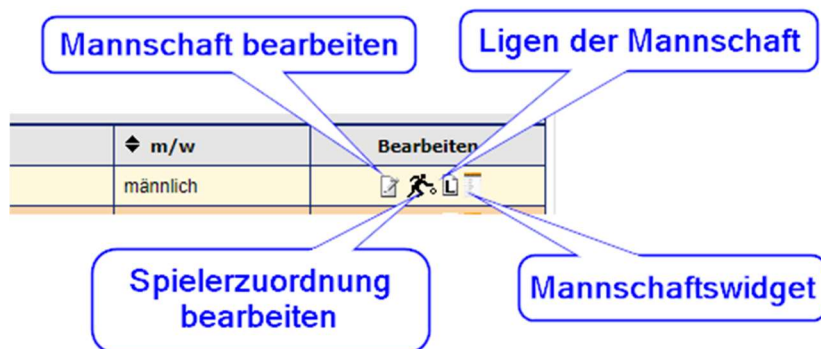 Mannschaft bearbeiten
Ligen der Mannschaft
m/w
Bearbeiten
männlich
L
Spielerzuordnung
bearbeiten
Mannschaftswidget